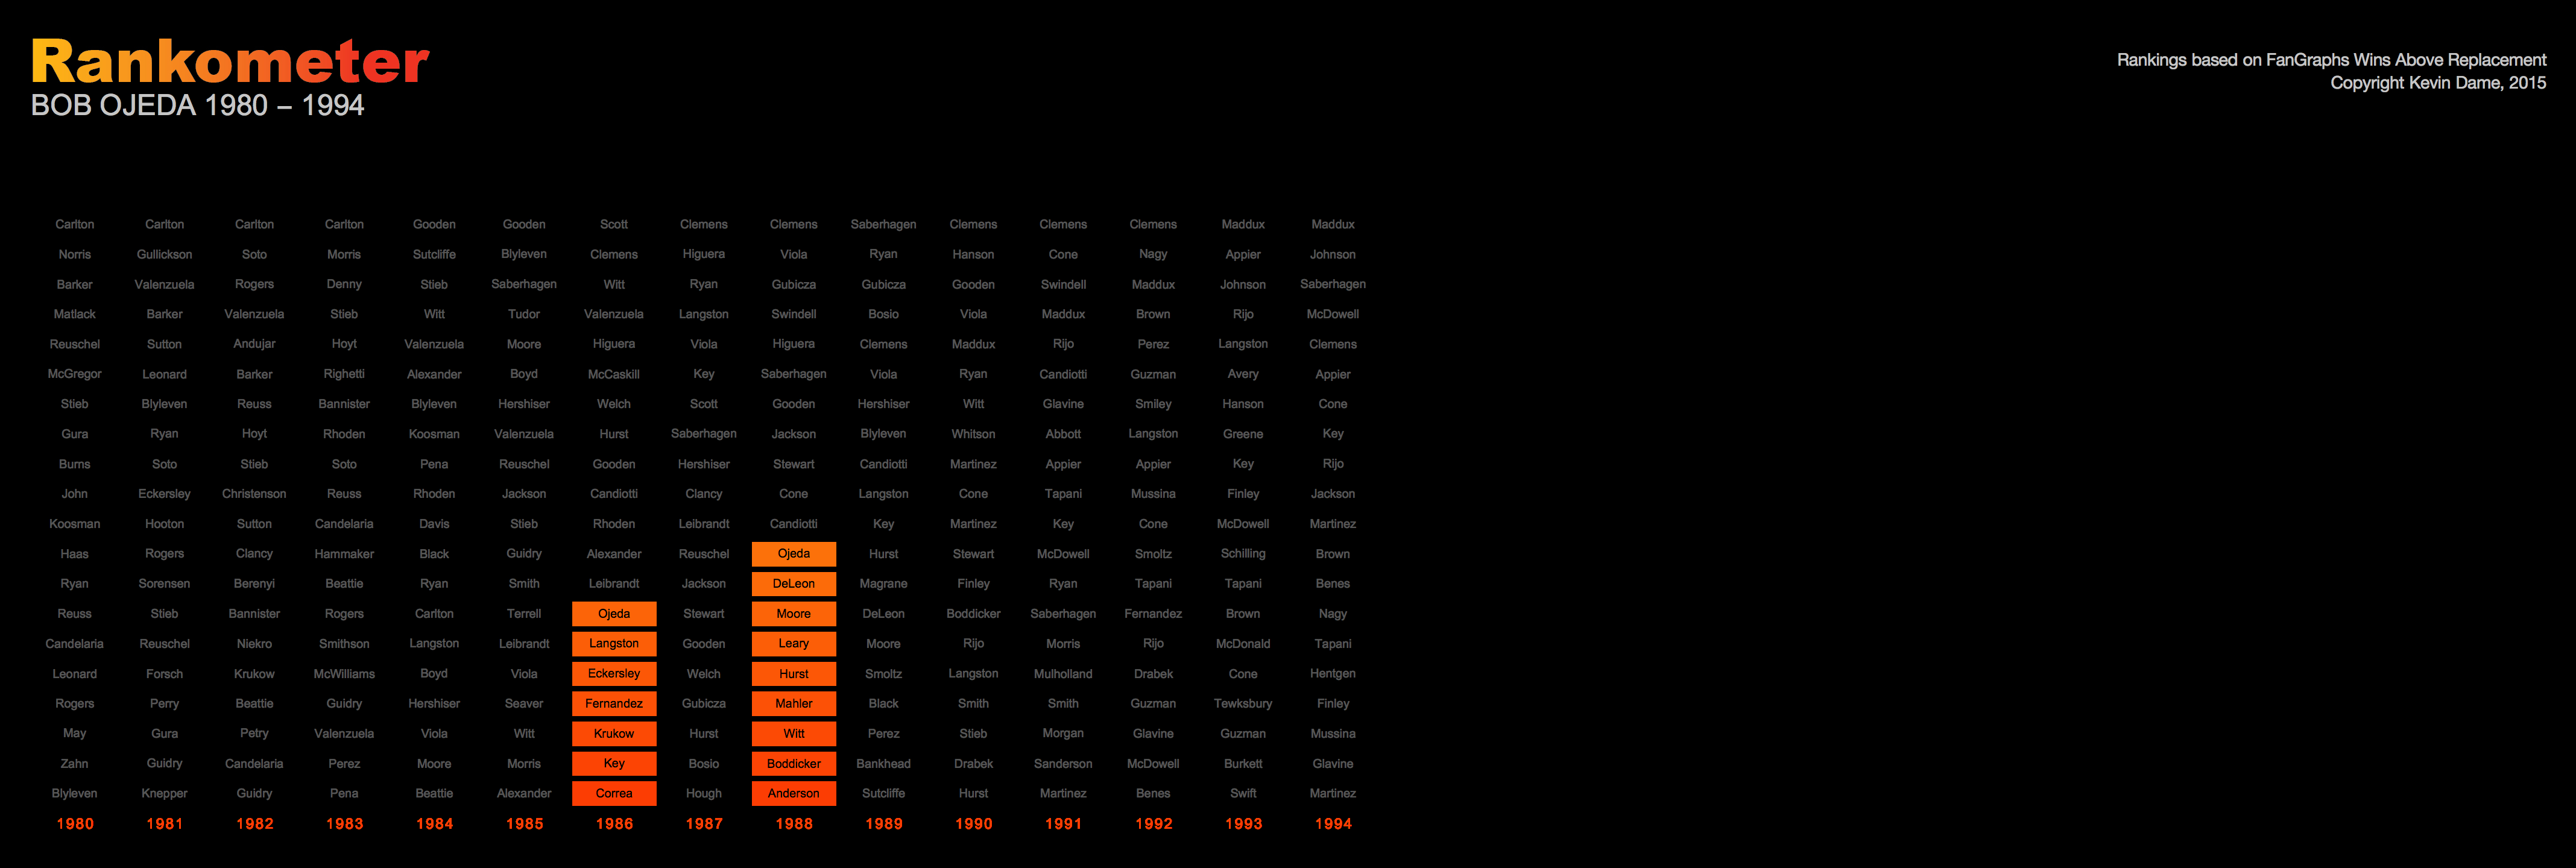 Rankometer
BOB OJEDA 1980 – 1994
Rankings based on FanGraphs Wins Above Replacement
Copyright Kevin Dame, 2015
Carlton Carlton Carlton Carlton Gooden Gooden Scott Clemens Clemens Saberhagen Clemens Clemens Clemens Maddux Maddux
Norris Gullickson Soto Morris Sutcliffe Blyleven Clemens Higuera Viola Ryan Hanson Cone Nagy Appier Johnson
Barker Valenzuela Rogers Denny Stieb Saberhagen Witt Ryan Gubicza Gubicza Gooden Swindell Maddux Johnson Saberhagen
Matlack Barker Valenzuela Stieb Witt Tudor Valenzuela Langston Swindell Bosio Viola Maddux Brown Rijo McDowell
Reuschel Sutton Andujar Hoyt Valenzuela Moore Higuera Viola Higuera Clemens Maddux Rijo Perez Langston Clemens
McGregor Leonard Barker Righetti Alexander Boyd McCaskill Key Saberhagen Viola Ryan Candiotti Guzman Avery Appier
Stieb Blyleven Reuss Bannister Blyleven Hershiser Welch Scott Gooden Hershiser Witt Glavine Smiley Hanson Cone
Gura Ryan Hoyt Rhoden Koosman Valenzuela Hurst Saberhagen Jackson Blyleven Whitson Abbott Langston Greene Key
Burns Soto Stieb Soto Pena Reuschel Gooden Hershiser Stewart Candiotti Martinez Appier Appier Key Rijo
John Eckersley Christenson Reuss Rhoden Jackson Candiotti Clancy Cone Langston Cone Tapani Mussina Finley Jackson
Koosman Hooton Sutton Candelaria Davis Stieb Rhoden Leibrandt Candiotti Key Martinez Key Cone McDowell Martinez
Haas Rogers Clancy Hammaker Black Guidry Alexander Reuschel Ojeda Hurst Stewart McDowell Smoltz Schilling Brown
Ryan Sorensen Berenyi Beattie Ryan Smith Leibrandt Jackson DeLeon Magrane Finley Ryan Tapani Tapani Benes
Reuss Stieb Bannister Rogers Carlton Terrell Ojeda Stewart Moore DeLeon Boddicker Saberhagen Fernandez Brown Nagy
Candelaria Reuschel Niekro Smithson Langston Leibrandt Langston Gooden Leary Moore Rijo Morris Rijo McDonald Tapani
Leonard Forsch Krukow McWilliams Boyd Viola Eckersley Welch Hurst Smoltz Langston Mulholland Drabek Cone Hentgen
Rogers Perry Beattie Guidry Hershiser Seaver Fernandez Gubicza Mahler Black Smith Smith Guzman Tewksbury Finley
May Gura Petry Valenzuela Viola Witt Krukow Hurst Witt Perez Stieb Morgan Glavine Guzman Mussina
Zahn Guidry Candelaria Perez Moore Morris Key Bosio Boddicker Bankhead Drabek Sanderson McDowell Burkett Glavine
Blyleven Knepper Guidry Pena Beattie Alexander Correa Hough Anderson Sutcliffe Hurst Martinez Benes Swift Martinez
1980 1981 1982 1983 1984 1985 1986 1987 1988 1989 1990 1991 1992 1993 1994